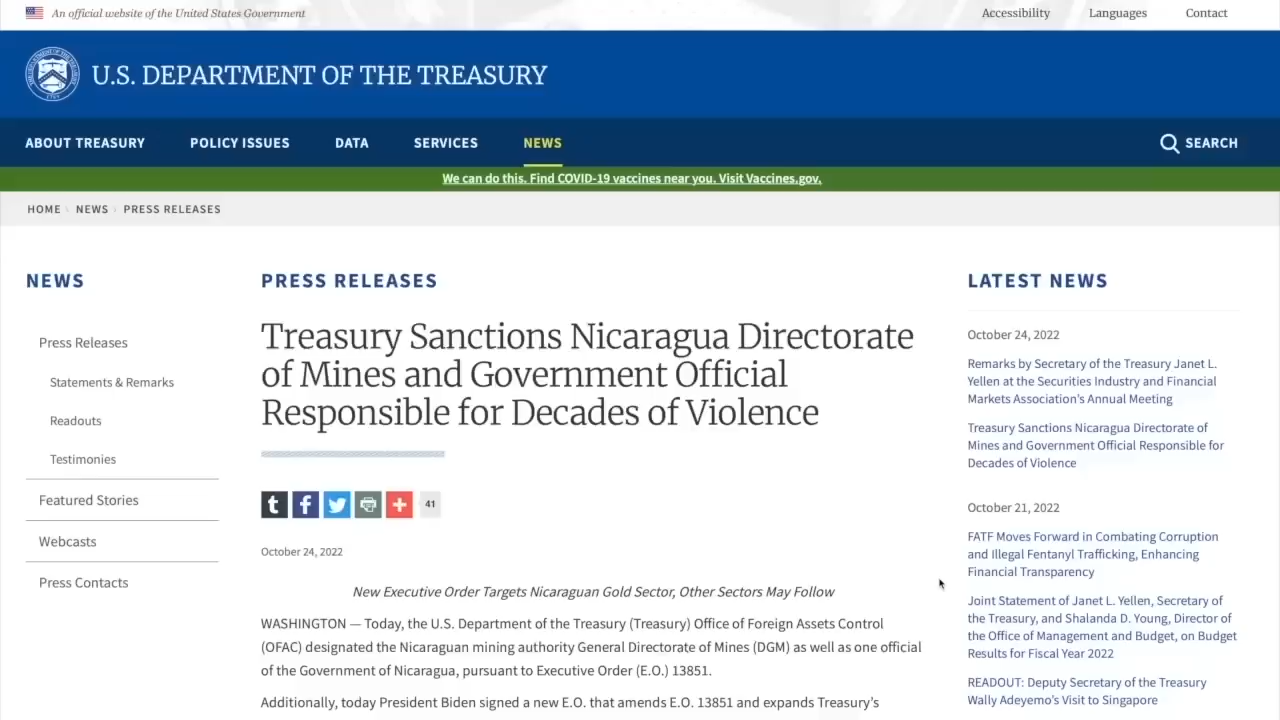 An official website of the United States Government
Accessibility
Languages
Contact
U.S. DEPARTMENT OF THE TREASURY
ABOUT TREASURY
POLICY ISSUES
DATA
SERVICES
NEWS
SEARCH
We can do this. Find COVID-19 vaccines near you. Visit Vaccines.gov.
HOME › NEWS › PRESS RELEASES
NEWS
Press Releases
Statements & Remarks
Readouts
Testimonies
Featured Stories
Webcasts
Press Contacts
PRESS RELEASES
Treasury Sanctions Nicaragua Directorate
of Mines and Government Official
Responsible for Decades of Violence
41
October 24, 2022
New Executive Order Targets Nicaraguan Gold Sector, Other Sectors May Follow
WASHINGTON — Today, the U.S. Department of the Treasury (Treasury) Office of Foreign Assets Control
(OFAC) designated the Nicaraguan mining authority General Directorate of Mines (DGM) as well as one official
of the Government of Nicaragua, pursuant to Executive Order (E.O.) 13851.
Additionally, today President Biden signed a new E.O. that amends E.O. 13851 and expands Treasury's
LATEST NEWS
October 24, 2022
Remarks by Secretary of the Treasury Janet L.
Yellen at the Securities Industry and Financial
Markets Association's Annual Meeting
Treasury Sanctions Nicaragua Directorate of
Mines and Government Official Responsible for
Decades of Violence
October 21, 2022
FATF Moves Forward in Combating Corruption
and Illegal Fentanyl Trafficking, Enhancing
Financial Transparency
Joint Statement of Janet L. Yellen, Secretary of
the Treasury, and Shalanda D. Young, Director of
the Office of Management and Budget, on Budget
Results for Fiscal Year 2022
READOUT: Deputy Secretary of the Treasury
Wally Adeyemo's Visit to Singapore